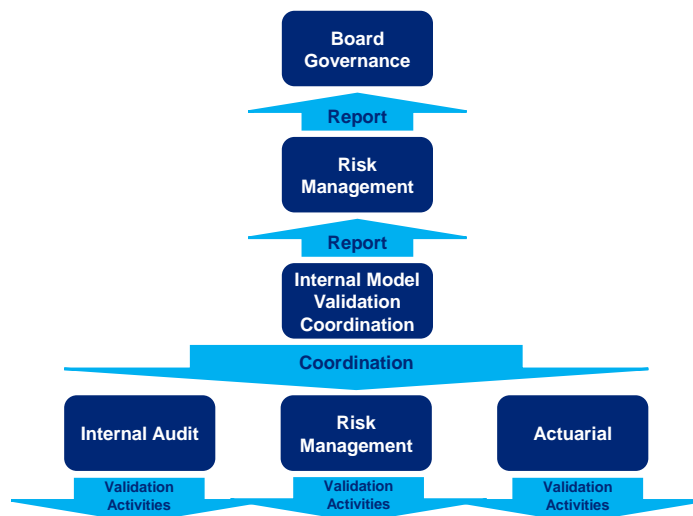 Board
Governance
Report
Risk
Management
Report
Internal Model
Validation
Coordination
Coordination
Internal Audit
Risk
Management
Actuarial
Validation
Activities
Validation
Activities
Validation
Activities